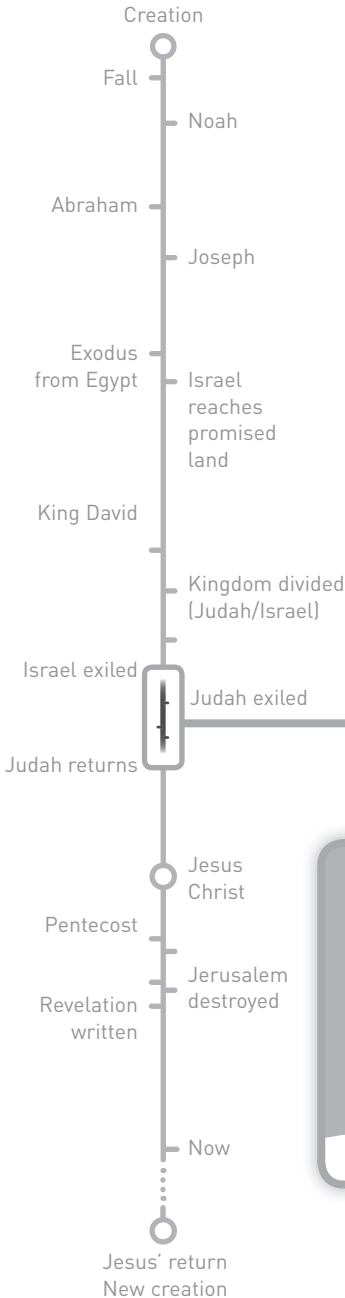 Creation
Fall
Noah
Abraham
Joseph
Exodus
from Egypt
Israel
reaches
promised
land
King David
Kingdom divided
(Judah/Israel)
Israel exiled
Judah exiled
Judah returns
Jesus
Christ
Pentecost
Jerusalem
destroyed
Revelation
written
Now
Jesus’ return
New creation